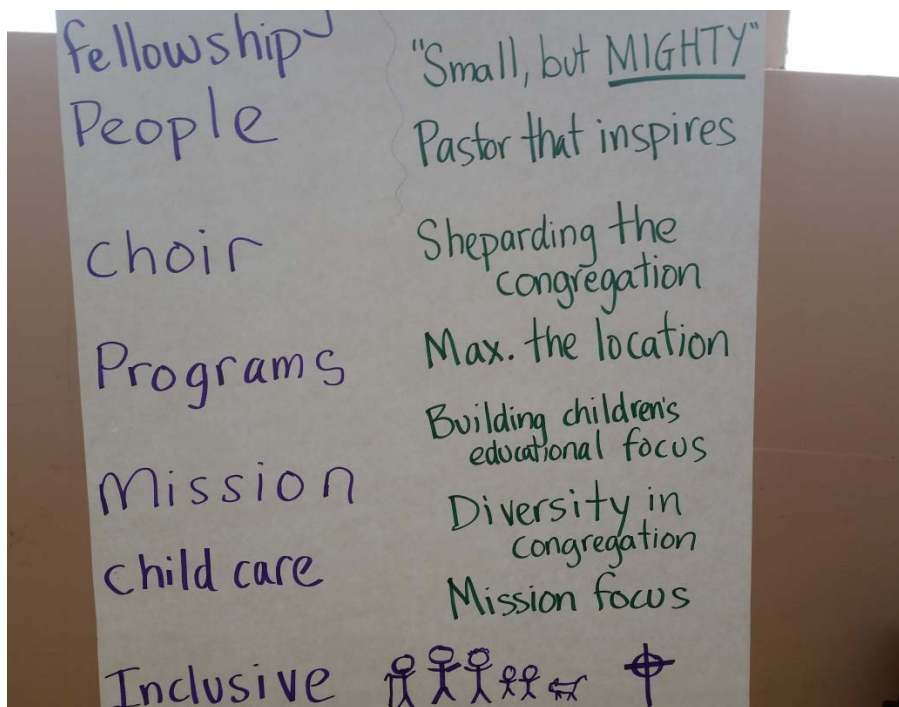 Fellowship
People
Choir
Programs
Mission
Child care
Inclusive
"Small, but MIGHTY"
Pastor that inspires
Sheparding the
congregation
Max. the location
Building children's
educational focus
Diversity in
congregation
Mission focus